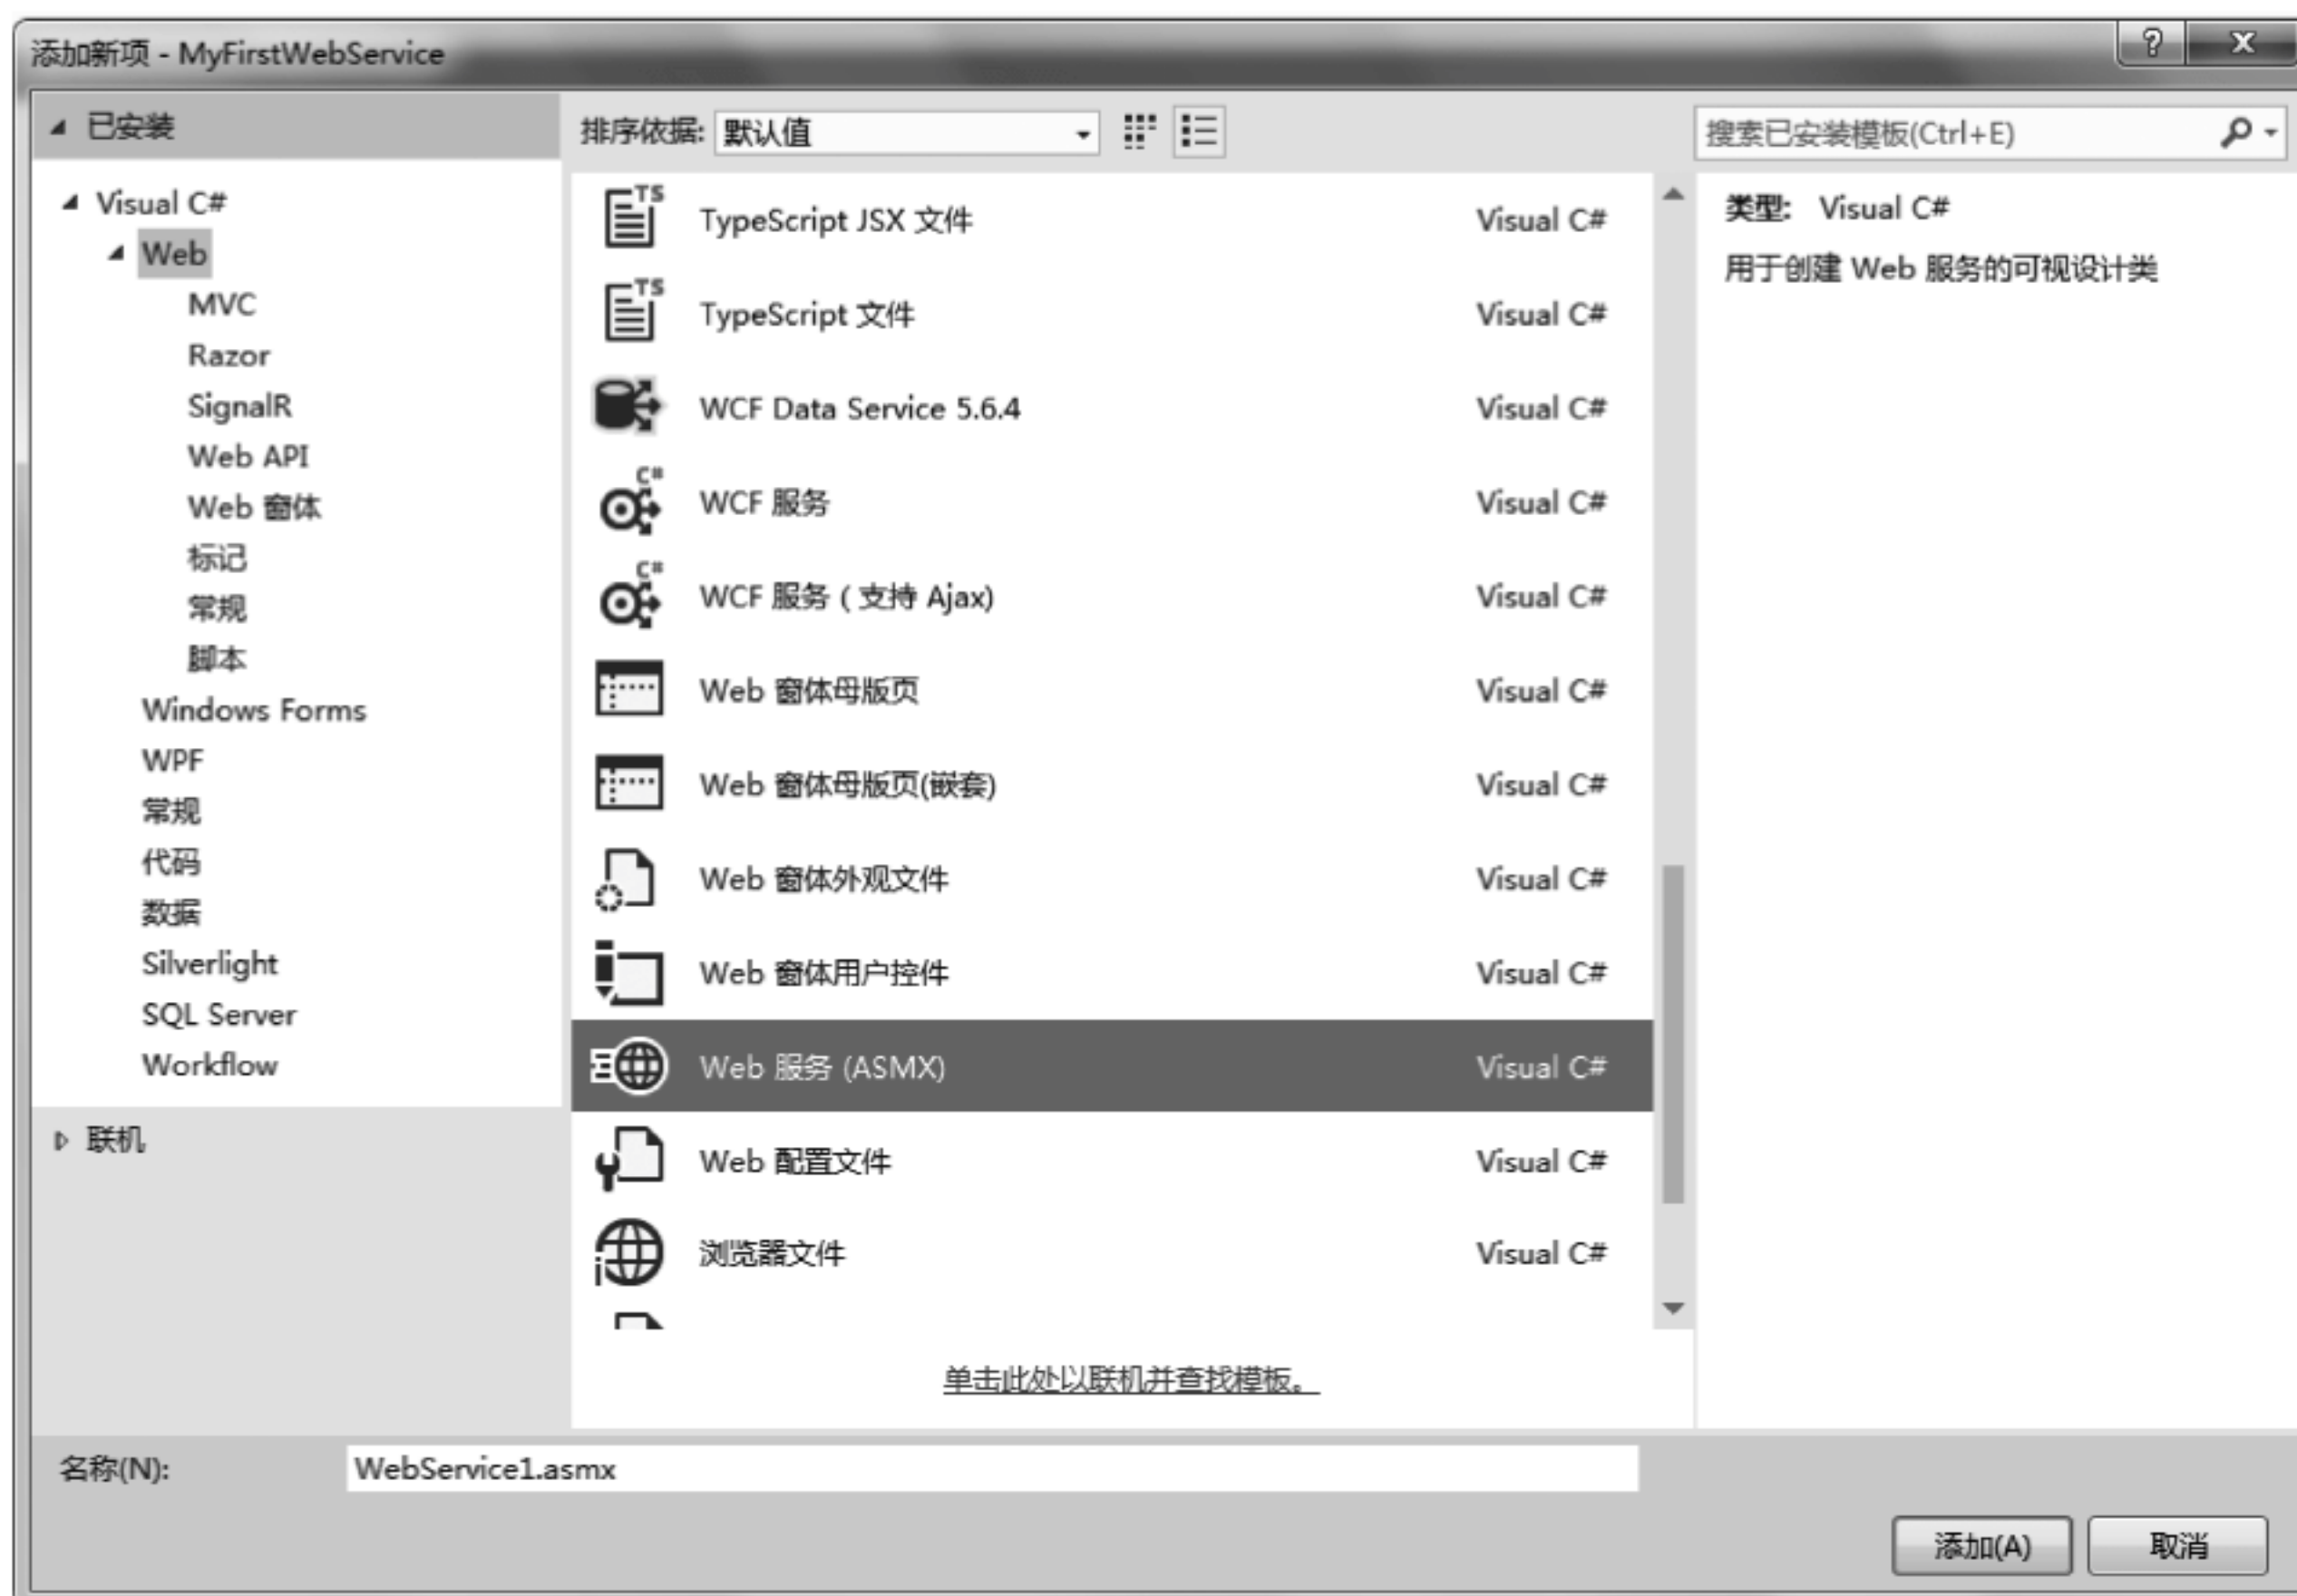 添加新项 - MyFirstWebService
已安装
Visual C#
Web
MVC
Razor
SignalR
Web API
Web 窗体
标记
常规
脚本
Windows Forms
WPF
常规
代码
数据
Silverlight
SQL Server
Workflow
联机
排序依据: 默认值
TypeScript JSX 文件 Visual C#
TypeScript 文件 Visual C#
WCF Data Service 5.6.4 Visual C#
WCF 服务 Visual C#
WCF 服务 ( 支持 Ajax) Visual C#
Web 窗体母版页 Visual C#
Web 窗体母版页(嵌套) Visual C#
Web 窗体外观文件 Visual C#
Web 窗体用户控件 Visual C#
Web 服务 (ASMX) Visual C#
Web 配置文件 Visual C#
浏览器文件 Visual C#
单击此处以联机并查找模板。
搜索已安装模板(Ctrl+E)
类型: Visual C#
用于创建 Web 服务的可视设计类
名称(N): WebService1.asmx
添加(A) 取消